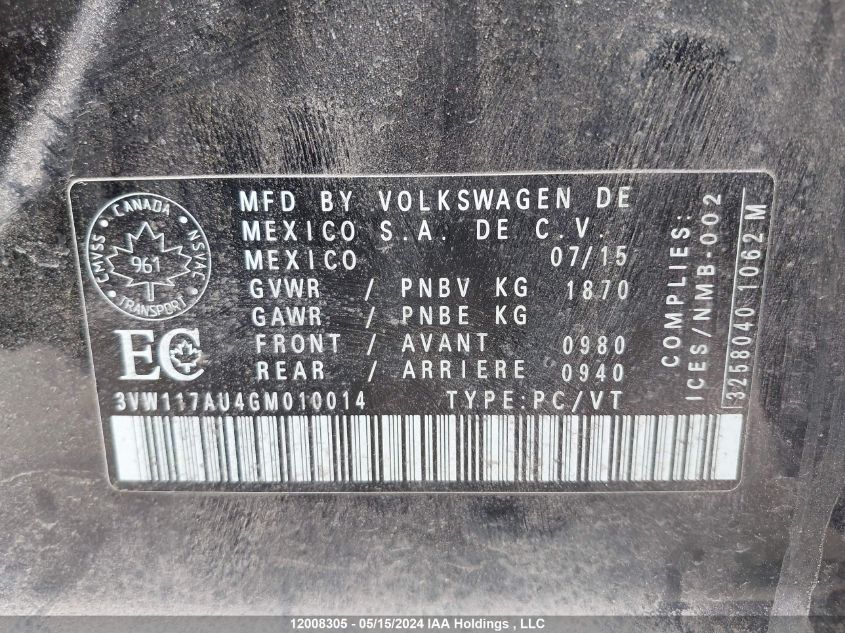 MFD BY VOLKSWAGEN DE
MEXICO S.A. DE C.V.
MEXICO 07/15
GVWR / PNBV KG 1870
GAWR / PNBE KG
FRONT / AVANT 0980
REAR / ARRIERE 0940
3VW117AU4GM010014 TYPE:PC/VT
CANADA
CMVSS • NSVAC
961
TRANSPORT
EC
COMPLIES:
ICES/NMB-002
3258040 1062 M
12008305 - 05/15/2024 IAA Holdings , LLC